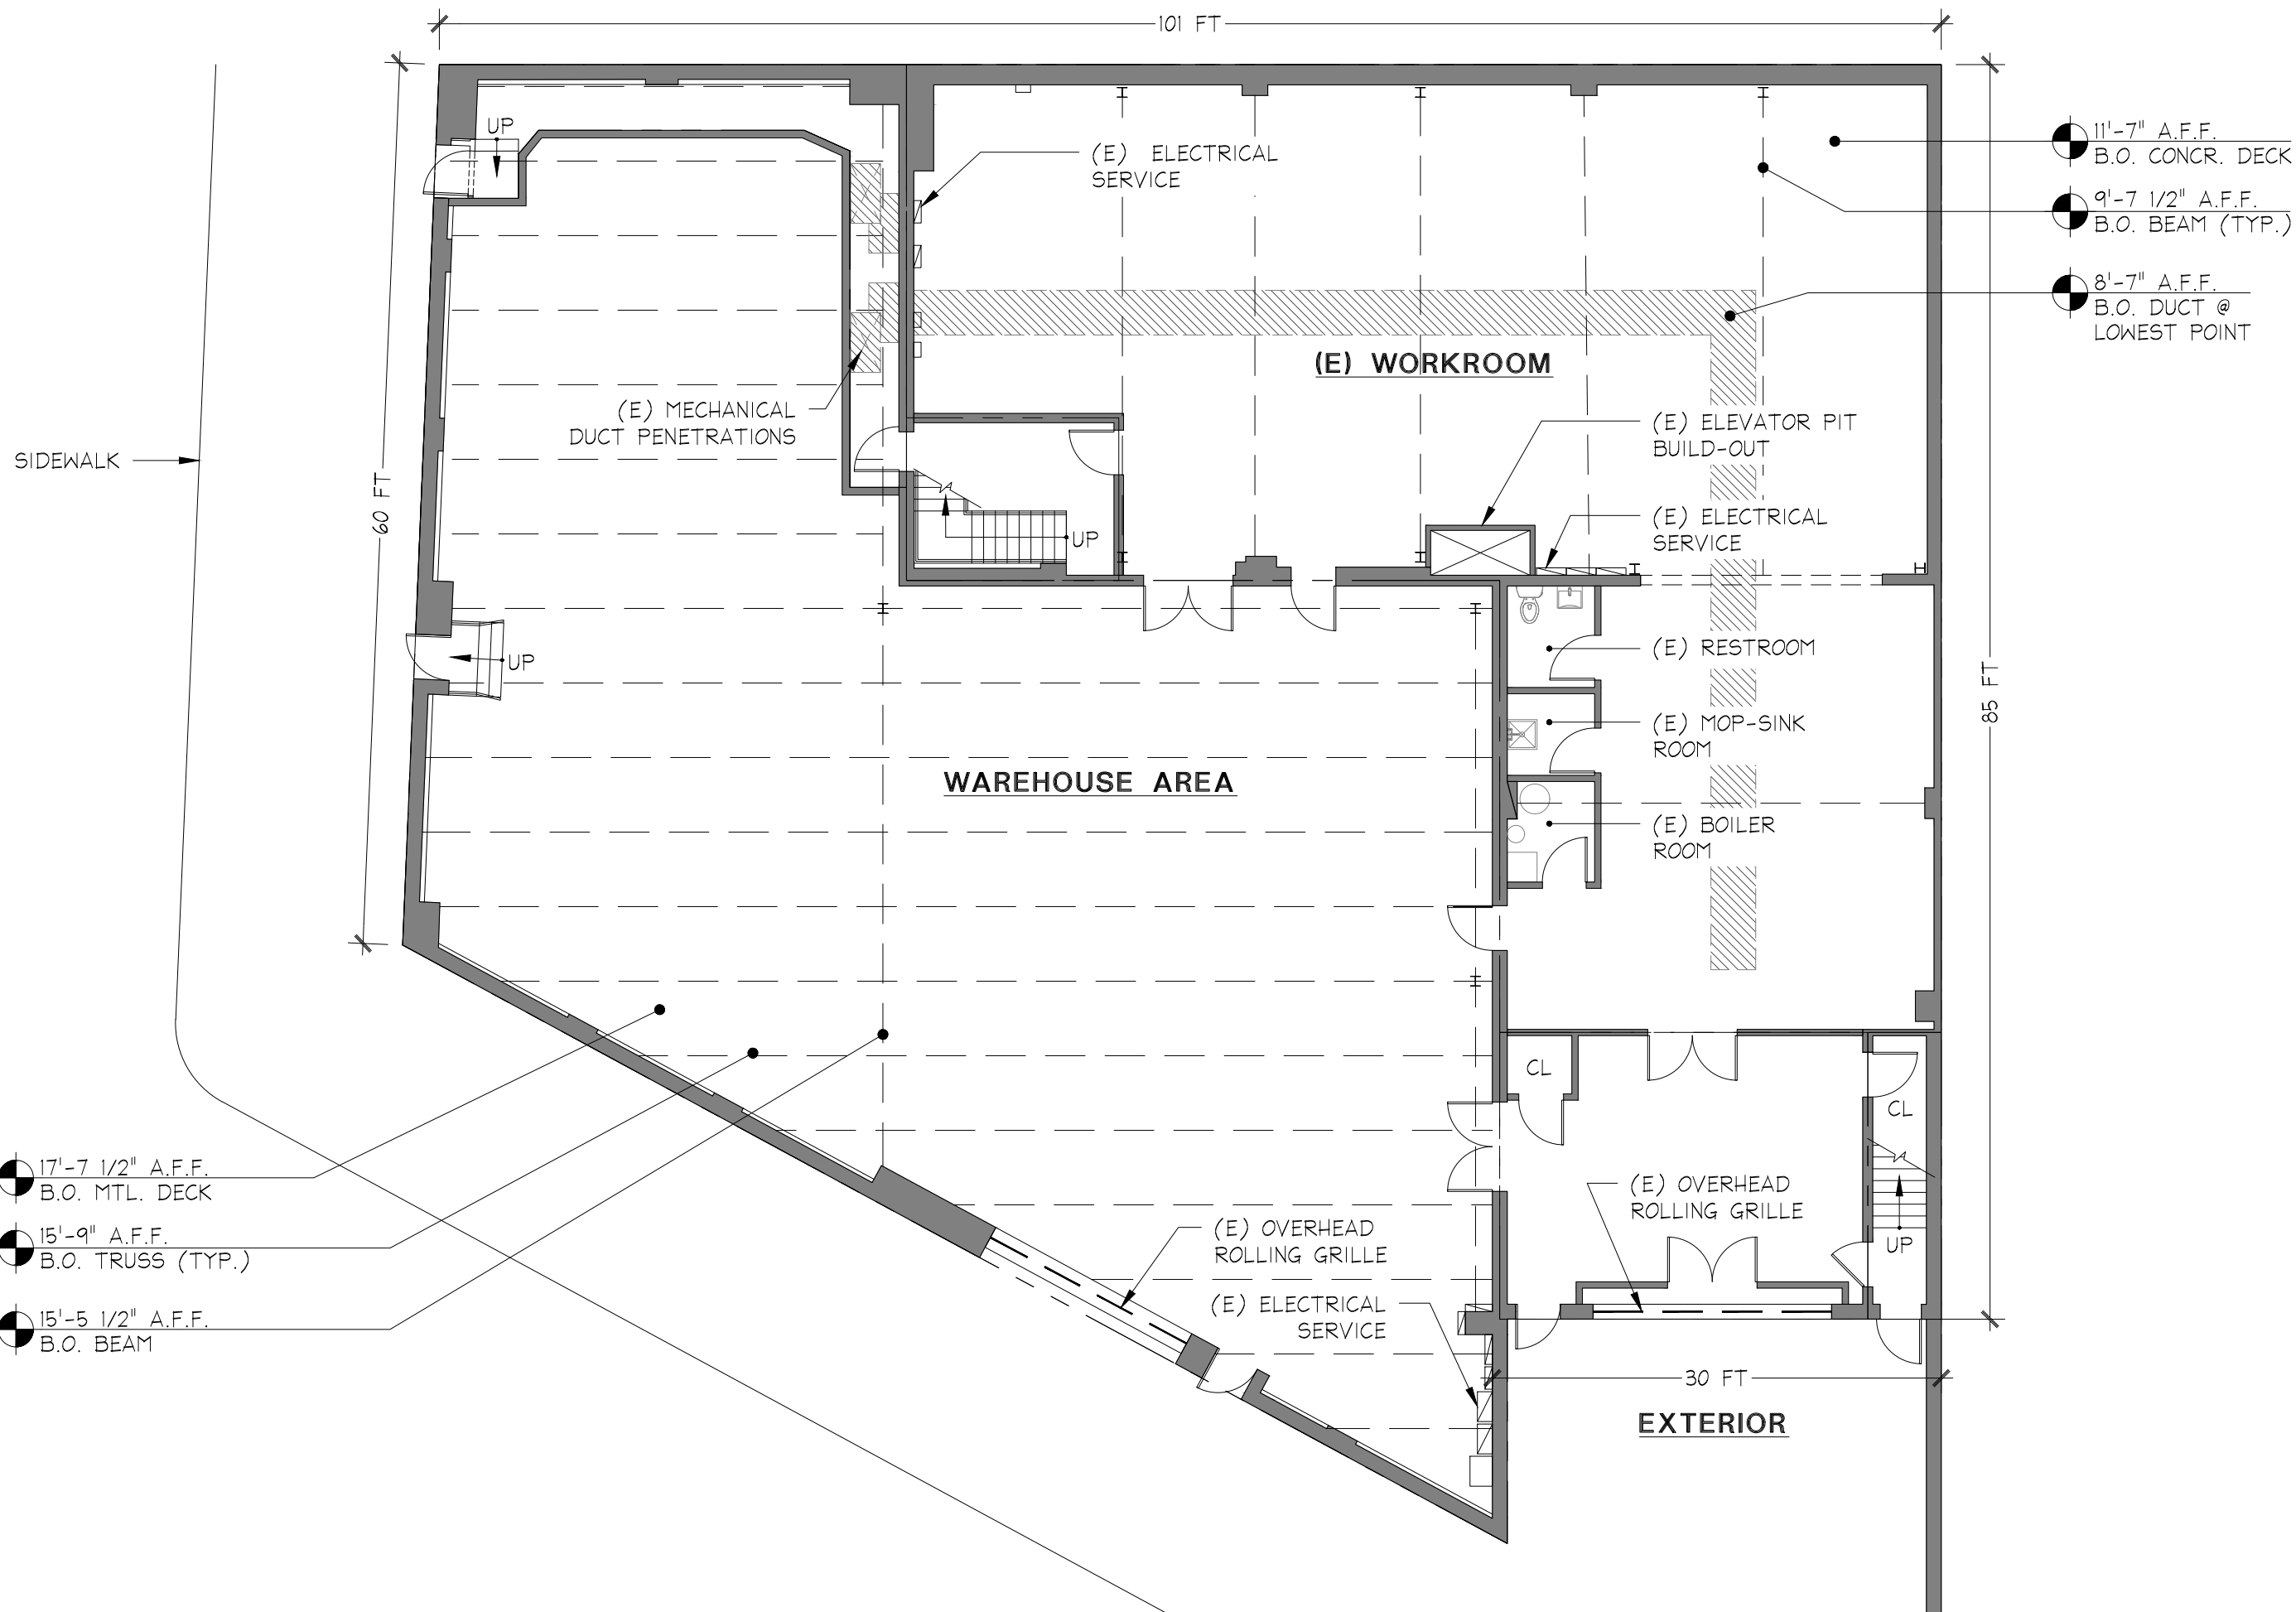 101 FT
UP
(E) ELECTRICAL
SERVICE
11'-7" A.F.F.
B.O. CONCR. DECK
9'-7 1/2" A.F.F.
B.O. BEAM (TYP.)
8'-7" A.F.F.
B.O. DUCT @
LOWEST POINT
(E) WORKROOM
(E) MECHANICAL
DUCT PENETRATIONS
(E) ELEVATOR PIT
BUILD-OUT
SIDEWALK
60 FT
(E) ELECTRICAL
SERVICE
UP
(E) RESTROOM
UP
85 FT
(E) MOP-SINK
ROOM
WAREHOUSE AREA
(E) BOILER
ROOM
CL
CL
17'-7 1/2" A.F.F.
B.O. MTL. DECK
(E) OVERHEAD
ROLLING GRILLE
15'-9" A.F.F.
B.O. TRUSS (TYP.)
(E) OVERHEAD
ROLLING GRILLE
UP
(E) ELECTRICAL
SERVICE
15'-5 1/2" A.F.F.
B.O. BEAM
30 FT
EXTERIOR